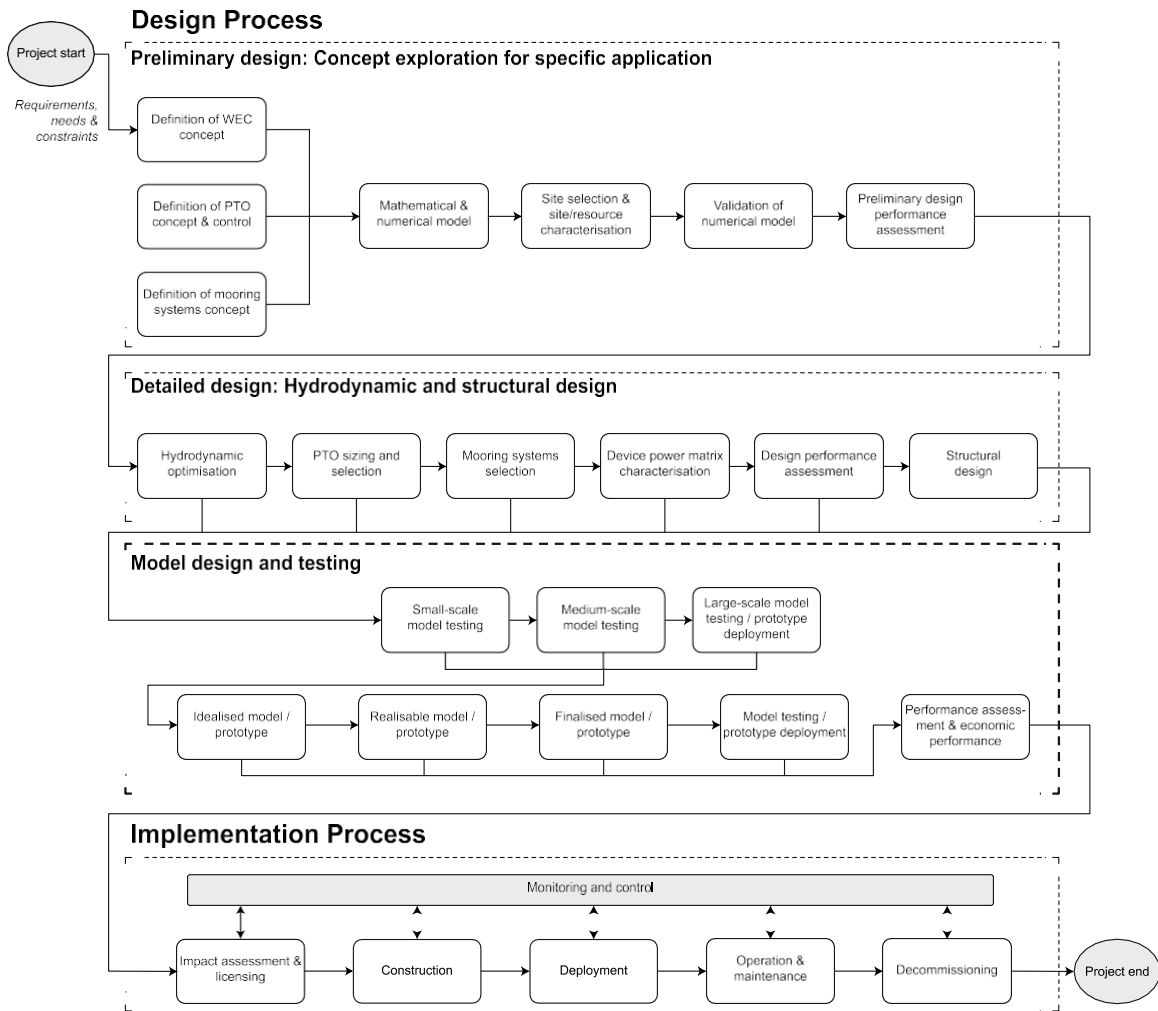 Design Process
Project start
Requirements,
needs &
constraints
Preliminary design: Concept exploration for specific application
Definition of WEC
concept
Definition of PTO
concept & control
Definition of mooring
systems concept
Mathematical &
numerical model
Site selection &
site/resource
characterisation
Validation of
numerical model
Preliminary design
performance
assessment
Detailed design: Hydrodynamic and structural design
Hydrodynamic
optimisation
PTO sizing and
selection
Mooring systems
selection
Device power matrix
characterisation
Design performance
assessment
Structural
design
Model design and testing
Small-scale
model testing
Medium-scale
model testing
Large-scale model
testing / prototype
deployment
Idealised model /
prototype
Realisable model /
prototype
Finalised model /
prototype
Model testing /
prototype deployment
Performance assess-
ment & economic
performance
Implementation Process
Monitoring and control
Impact assessment &
licensing
Construction
Deployment
Operation &
maintenance
Decommissioning
Project end